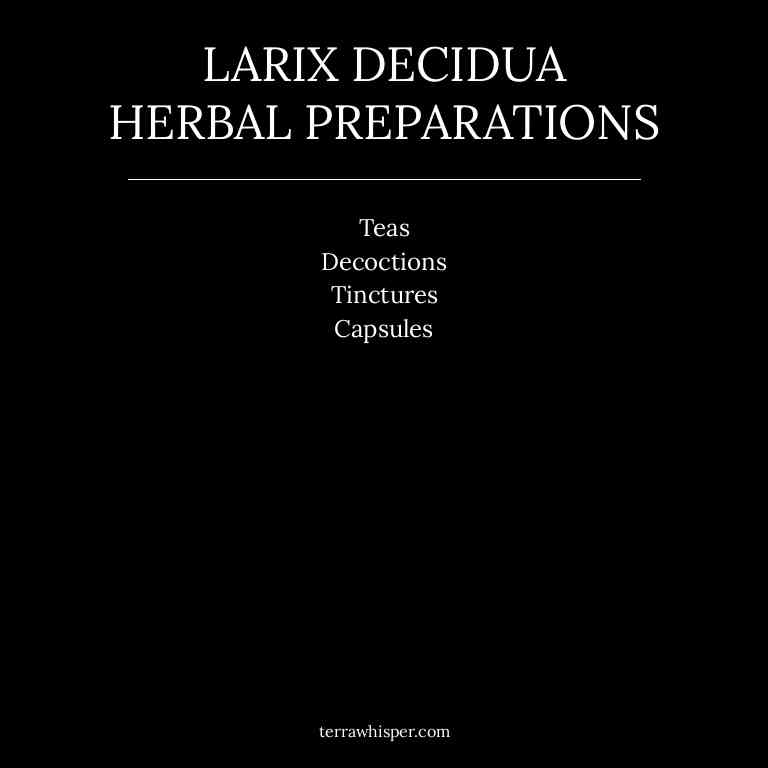 LARIX DECIDUA
HERBAL PREPARATIONS
Teas
Decoctions
Tinctures
Capsules
terrawhisper.com